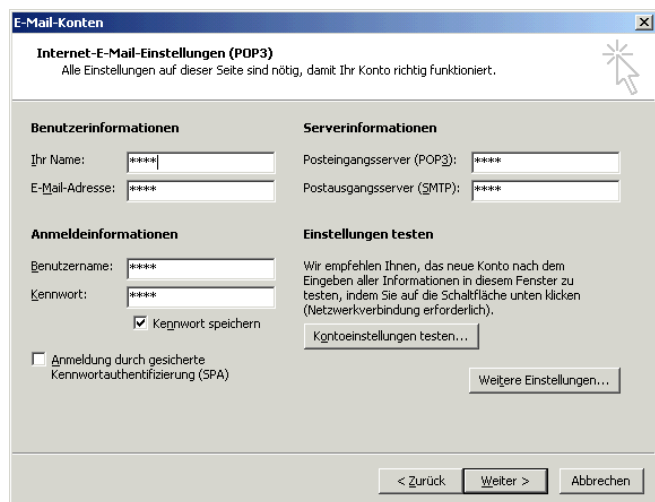 E-Mail-Konten
Internet-E-Mail-Einstellungen (POP3)
Alle Einstellungen auf dieser Seite sind nötig, damit Ihr Konto richtig funktioniert.
Benutzerinformationen
Ihr Name: ****
E-Mail-Adresse: ****
Serverinformationen
Posteingangsserver (POP3): ****
Postausgangsserver (SMTP): ****
Anmeldeinformationen
Benutzername: ****
Kennwort: ****
Kennwort speichern
Anmeldung durch gesicherte
Kennwortauthentifizierung (SPA)
Einstellungen testen
Wir empfehlen Ihnen, das neue Konto nach dem
Eingeben aller Informationen in diesem Fenster zu
testen, indem Sie auf die Schaltfläche unten klicken
(Netzwerkverbindung erforderlich).
Kontoeinstellungen testen...
Weitere Einstellungen...
< Zurück
Weiter >
Abbrechen